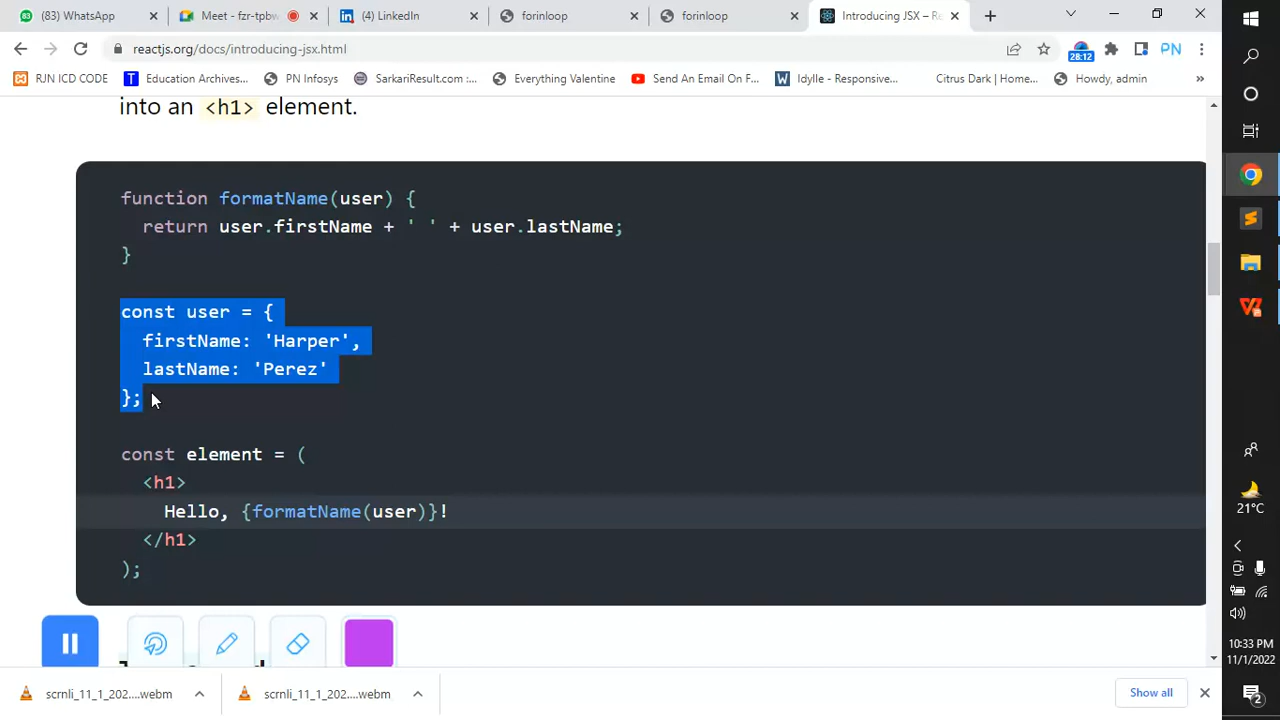 (83) WhatsApp
Meet - fzr-tpbw
(4) LinkedIn
forinloop
forinloop
Introducing JSX – Re
reactjs.org/docs/introducing-jsx.html
28:12
PN
RJN ICD CODE
Education Archives...
PN Infosys
SarkariResult.com :...
Everything Valentine
Send An Email On F...
Idylle - Responsive...
Citrus Dark | Home...
Howdy, admin
»
into an <h1> element.
function formatName(user) {
return user.firstName + ' ' + user.lastName;
}
const user = {
firstName: 'Harper',
lastName: 'Perez'
};
const element = (
<h1>
Hello, {formatName(user)}!
</h1>
);
scrnli_11_1_202....webm
scrnli_11_1_202....webm
Show all
21°C
10:33 PM
11/1/2022
2